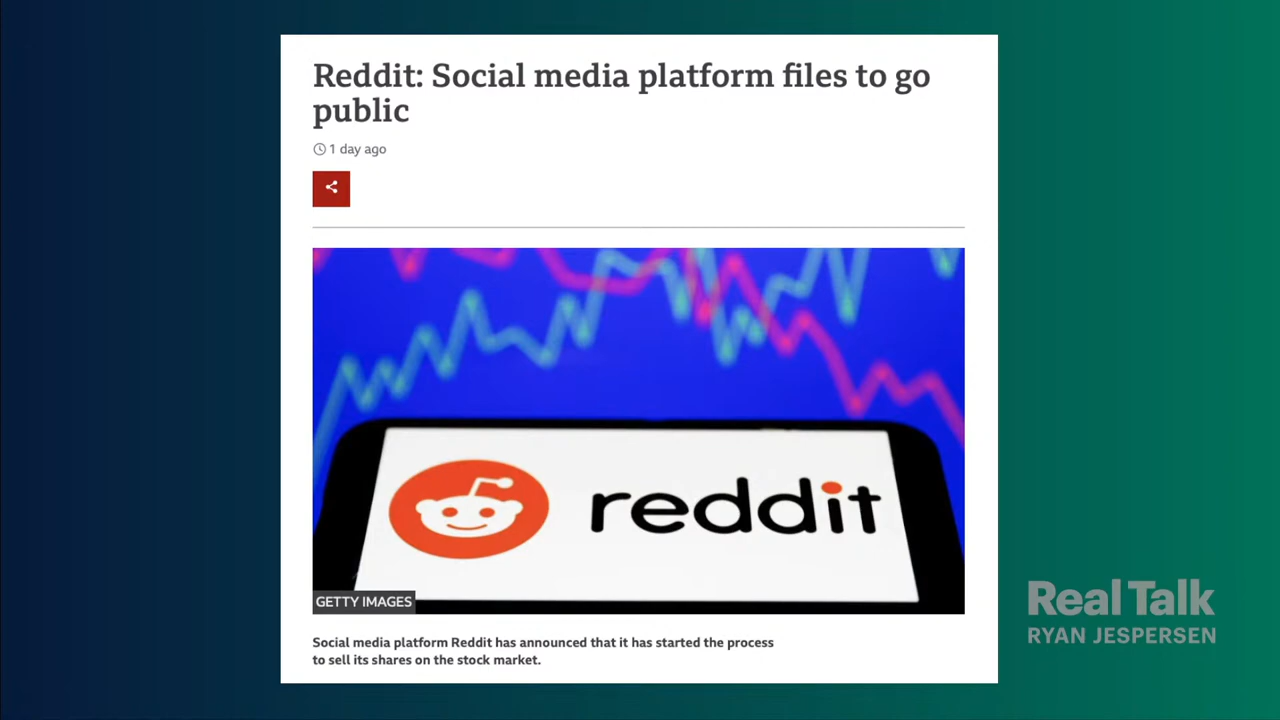 Reddit: Social media platform files to go
public
1 day ago
reddit
GETTY IMAGES
Social media platform Reddit has announced that it has started the process
to sell its shares on the stock market.
Real Talk
RYAN JESPERSEN